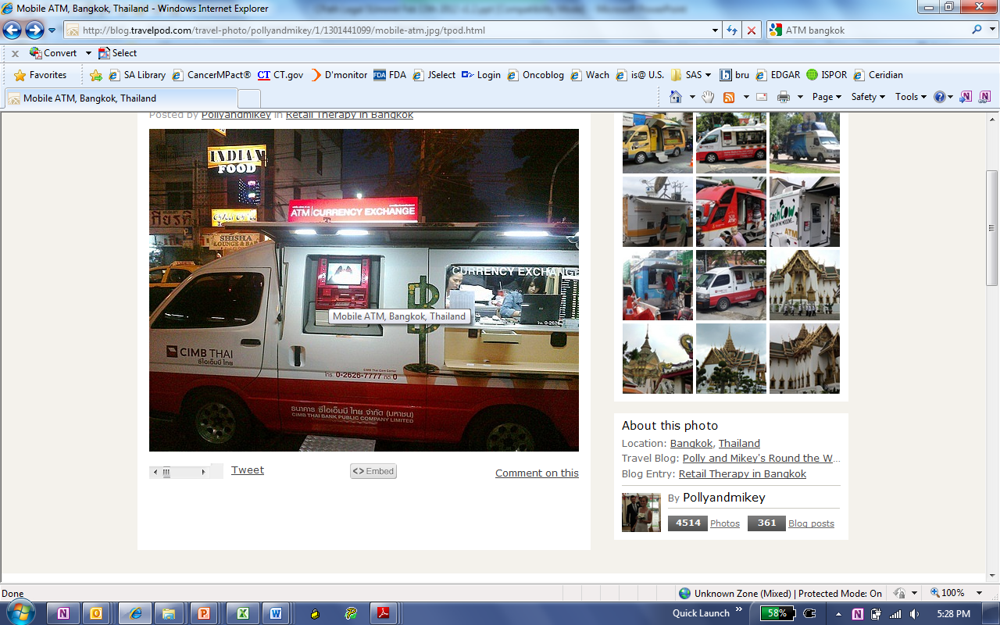 Mobile ATM, Bangkok, Thailand - Windows Internet Explorer
http://blog.travelpod.com/travel-photo/pollyandmikey/1/1301441099/mobile-atm.jpg/tpod.html
ATM bangkok
Convert
Select
Favorites
SA Library
CancerMPact®
CT CT.gov
D'monitor
FDA FDA
JSelect
Login
Oncoblog
Wach
is@ U.S.
SAS
b bru
EDGAR
ISPOR
Ceridian
Mobile ATM, Bangkok, Thailand
Page
Safety
Tools
Posted by Pollyandmikey in Retail Therapy in Bangkok
INDIAN
FOOD
SHISHA
LOUNGE & BAR
ATM CURRENCY EXCHANGE
CURRENCY EXCHANGE
Mobile ATM, Bangkok, Thailand
CIMB THAI
ซีไอเอ็มบี ไทย
CIMB Thai Care Center
โทร. 0-2626-7777 กด 0
ธนาคาร ซีไอเอ็มบี ไทย จำกัด (มหาชน)
CIMB THAI BANK PUBLIC COMPANY LIMITED
Tweet
<> Embed
Comment on this
Cash Cow
ATM
About this photo
Location: Bangkok, Thailand
Travel Blog: Polly and Mikey's Round the W...
Blog Entry: Retail Therapy in Bangkok
By Pollyandmikey
4514 Photos
361 Blog posts
Done
Unknown Zone (Mixed) | Protected Mode: On
100%
Quick Launch
58%
5:28 PM